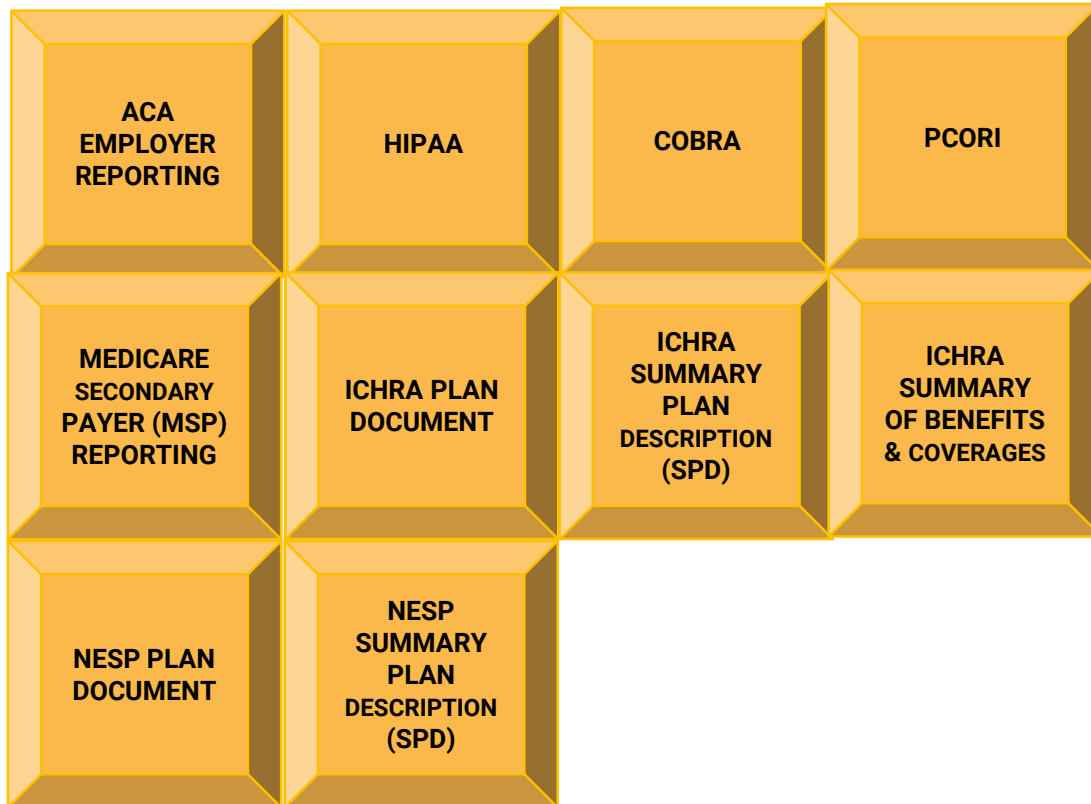 ACA
EMPLOYER
REPORTING
HIPAA
COBRA
PCORI
MEDICARE
SECONDARY
PAYER (MSP)
REPORTING
ICHRA PLAN
DOCUMENT
ICHRA
SUMMARY
PLAN
DESCRIPTION
(SPD)
ICHRA
SUMMARY
OF BENEFITS
& COVERAGES
NESP PLAN
DOCUMENT
NESP
SUMMARY
PLAN
DESCRIPTION
(SPD)